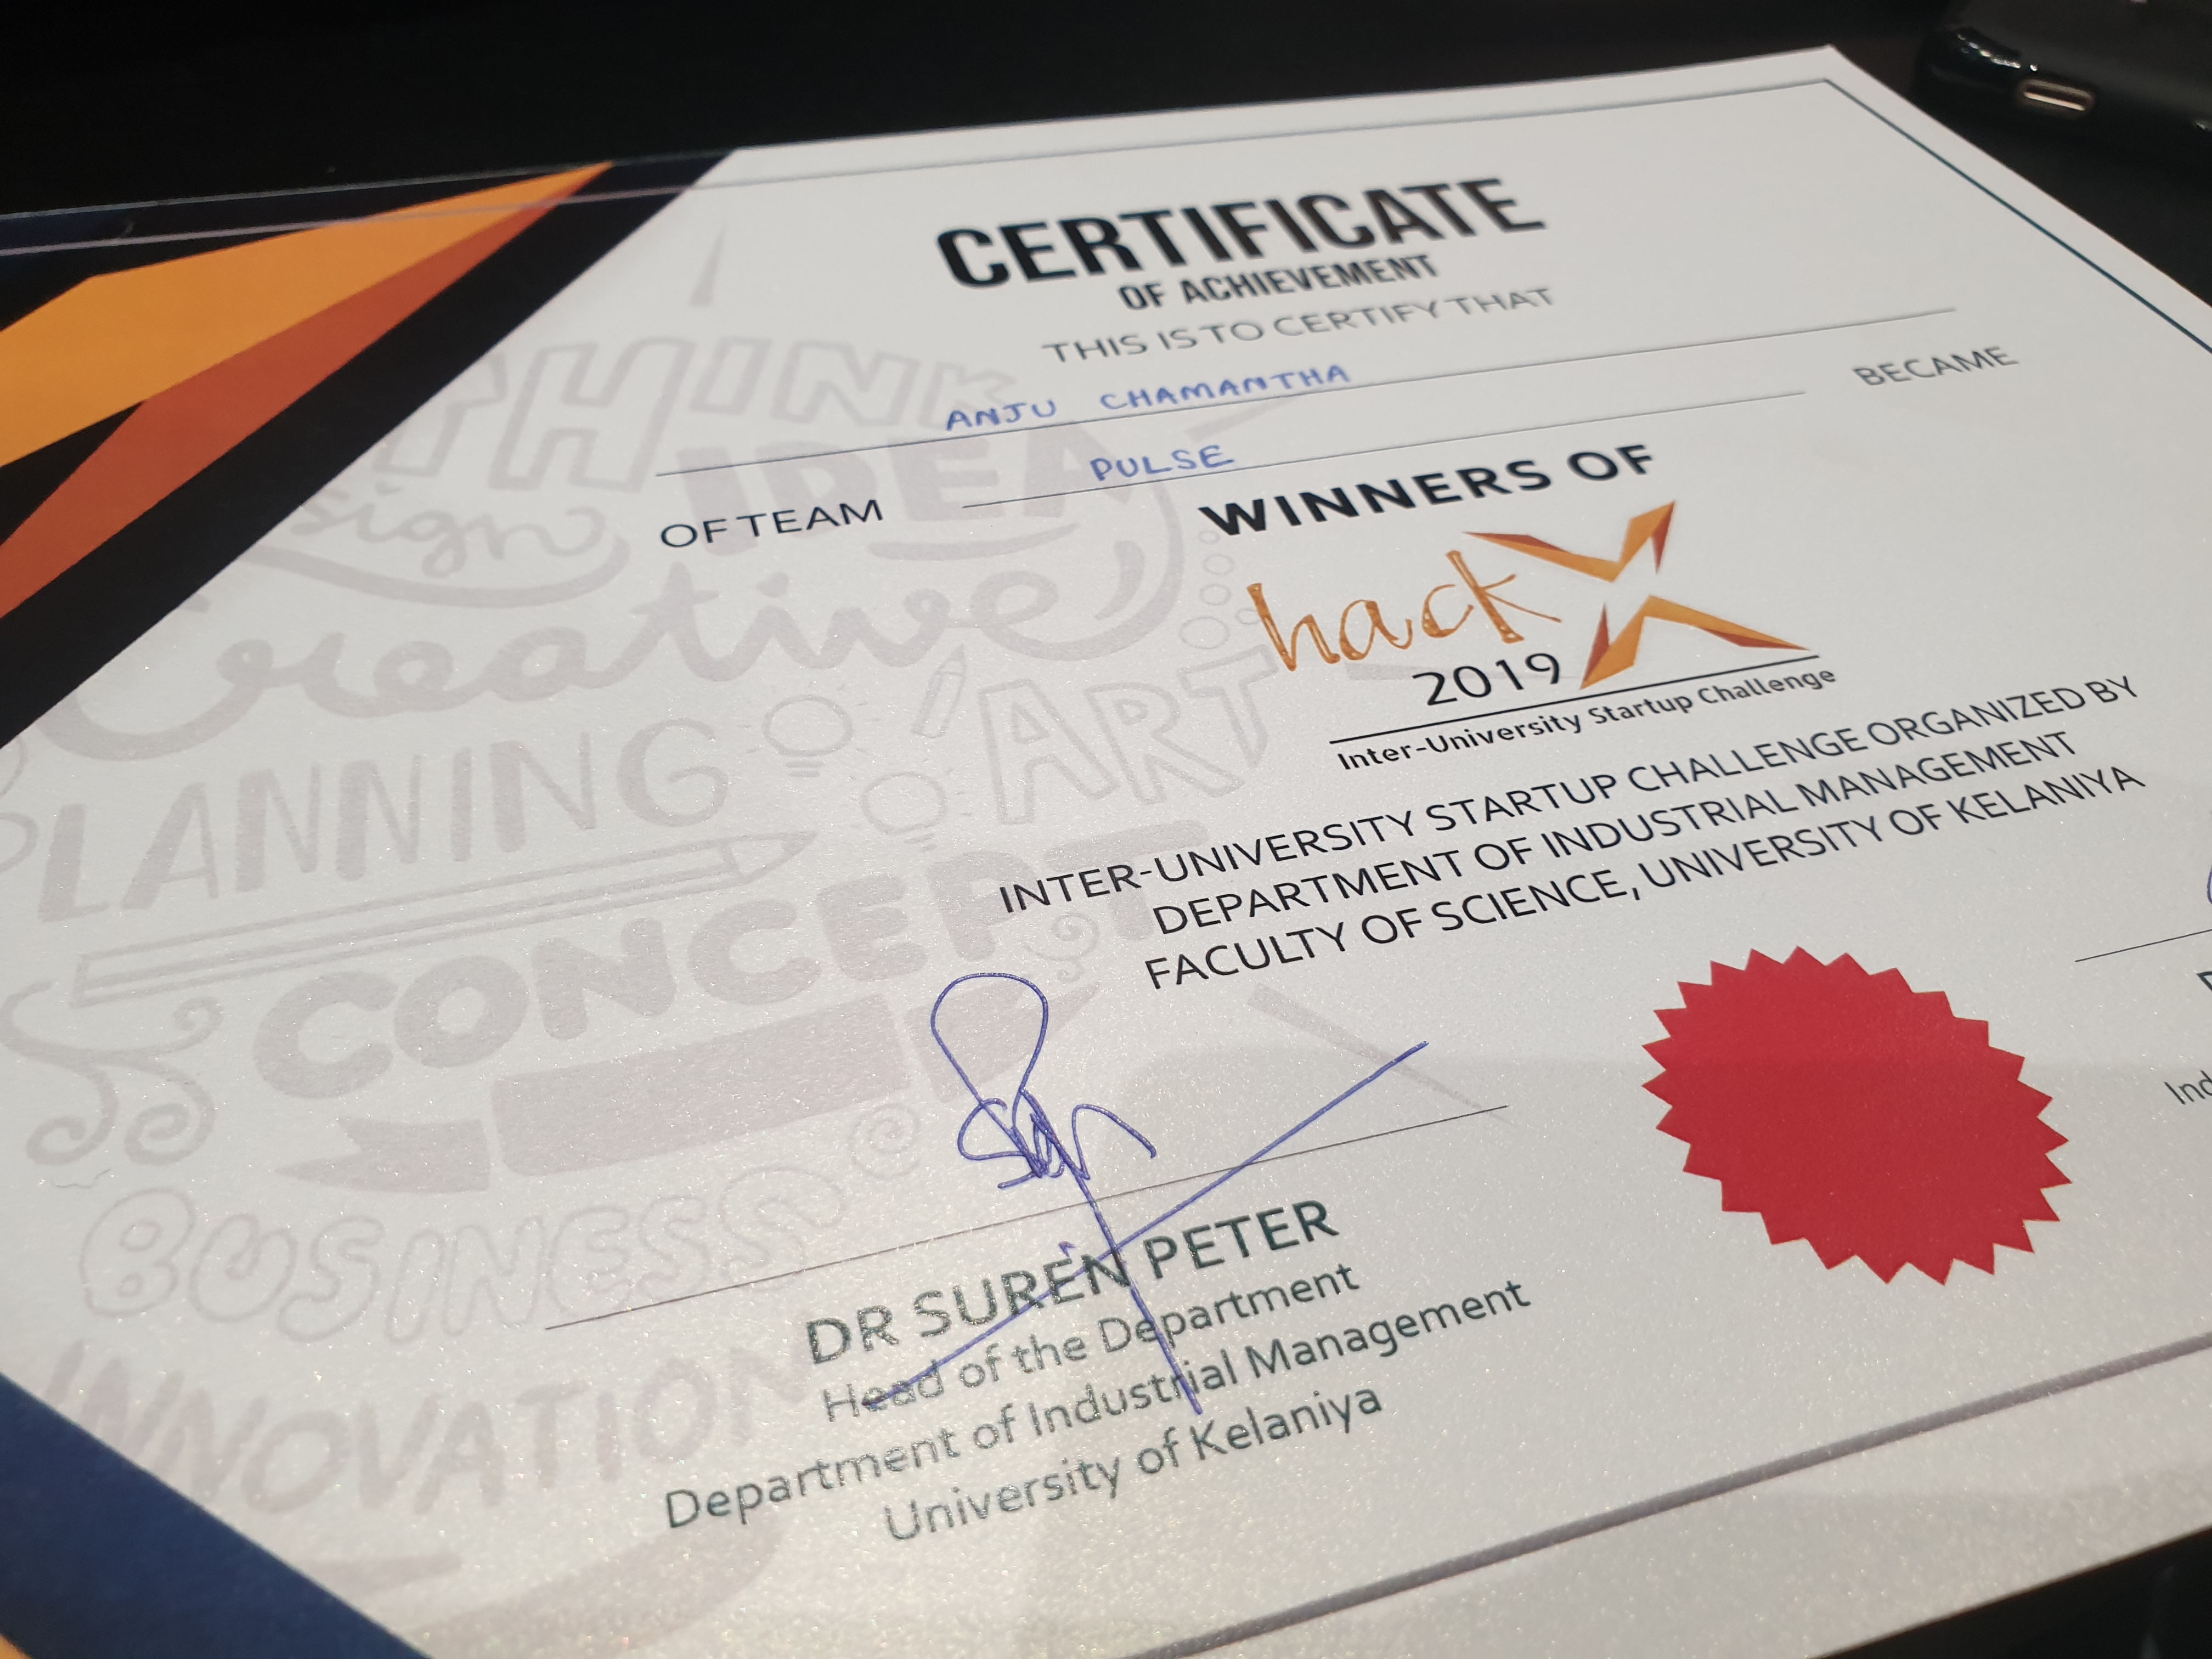 CERTIFICATE
OF ACHIEVEMENT
THIS IS TO CERTIFY THAT
ANJU CHAMANTHA
OF TEAM PULSE BECAME
WINNERS OF
hackX
2019
Inter-University Startup Challenge
INTER-UNIVERSITY STARTUP CHALLENGE ORGANIZED BY
DEPARTMENT OF INDUSTRIAL MANAGEMENT
FACULTY OF SCIENCE, UNIVERSITY OF KELANIYA
DR SUREN PETER
Head of the Department
Department of Industrial Management
University of Kelaniya
THINK
IDEA
Creative
PLANNING
ART
CONCEPT
BUSINESS
INNOVATION